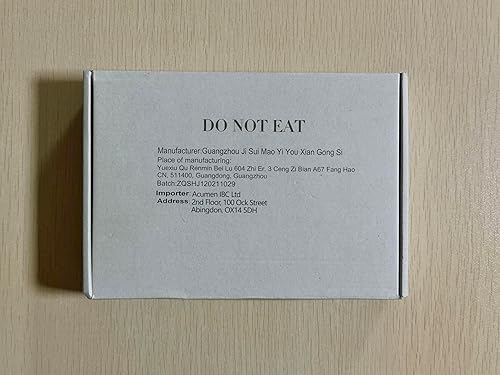 DO NOT EAT
Manufacturer:Guangzhou Ji Sui Mao Yi You Xian Gong Si
Place of manufacturing:
Yuexiu Qu Renmin Bei Lu 604 Zhi Er, 3 Ceng Zi Bian A67 Fang Hao
CN, 511400, Guangdong, Guangzhou
Batch:ZQSHJ120211029
Importer: Acumen IBC Ltd
Address: 2nd Floor, 100 Ock Street
Abingdon, OX14 5DH